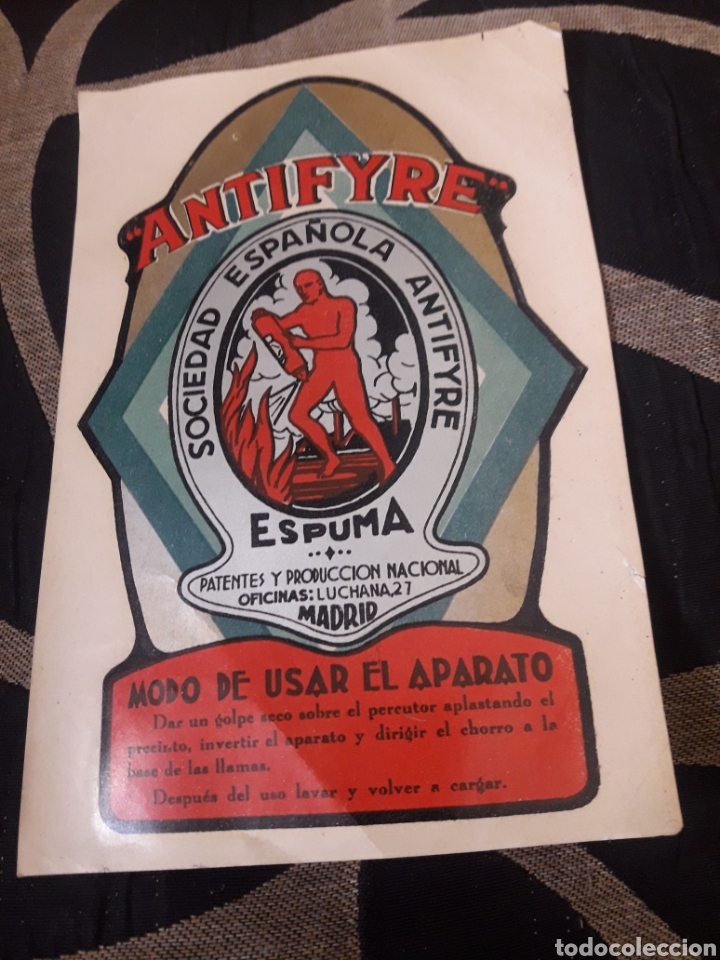 "ANTIFYRE"
SOCIEDAD ESPAÑOLA ANTIFYRE
ESPUMA
PATENTES Y PRODUCCION NACIONAL
OFICINAS: LUCHANA, 27
MADRID
MODO DE USAR EL APARATO
Dar un golpe seco sobre el percutor aplastando el
precinto, invertir el aparato y dirigir el chorro a la
base de las llamas.
Después del uso lavar y volver a cargar.
todocoleccion